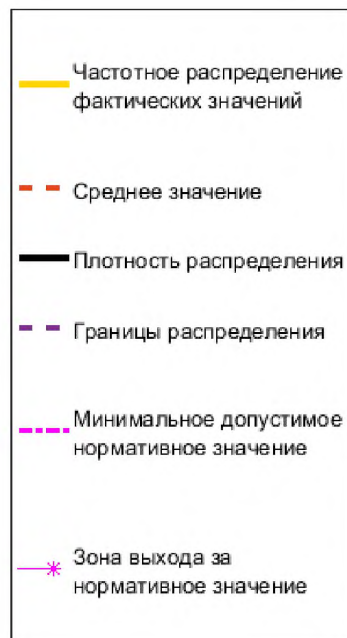 Частотное распределение
фактических значений
Среднее значение
Плотность распределения
Границы распределения
Минимальное допустимое
нормативное значение
Зона выхода за
нормативное значение